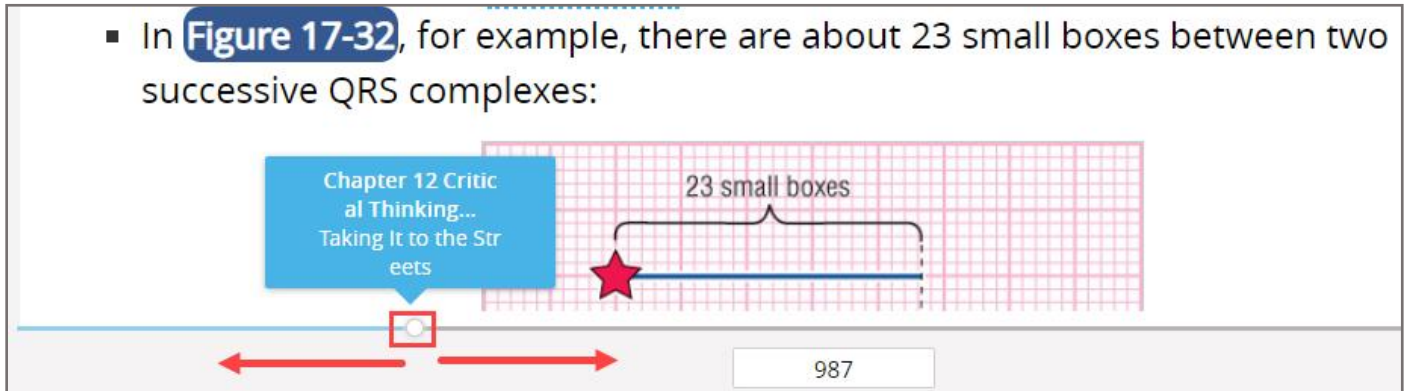 ▪ In Figure 17-32, for example, there are about 23 small boxes between two
successive QRS complexes:
Chapter 12 Critic
al Thinking...
Taking It to the Str
eets
23 small boxes
987